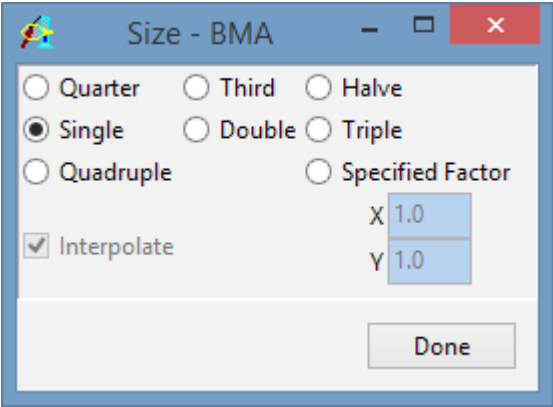 Size - BMA
Quarter Third Halve
Single Double Triple
Quadruple Specified Factor
X 1.0
Interpolate
Y 1.0
Done